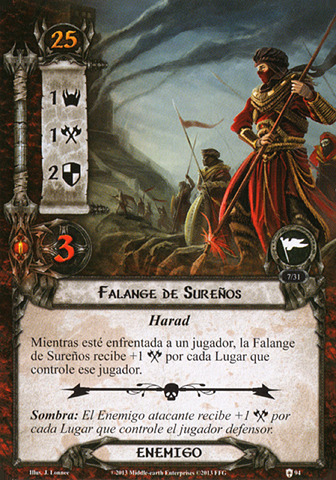 25
1
1
2
3
7/31
Falange de Sureños
Harad
Mientras esté enfrentada a un jugador, la Falange
de Sureños recibe +1 por cada Lugar que
controle ese jugador.
Sombra: El Enemigo atacante recibe +1 por
cada Lugar que controle el jugador defensor.
ENEMIGO
Illus. J. Lonnee
©2013 Middle-earth Enterprises ©2013 FFG
94